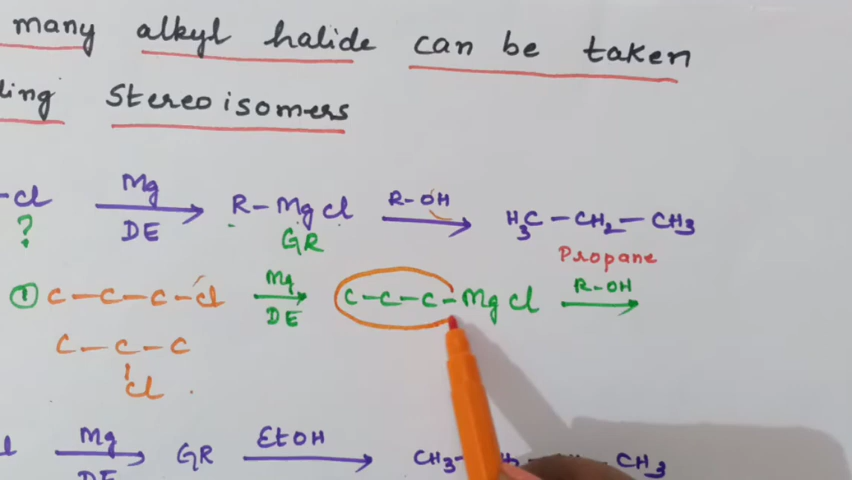 many alkyl halide can be taken
ling Stereoisomers
-Cl Mg DE R-MgCl GR R-OH H3C-CH2-CH3
? Propane
① C-C-C-Cl Mg DE C-C-C-MgCl R-OH
C-C-C
Cl
Mg DE GR EtOH CH3 CH3